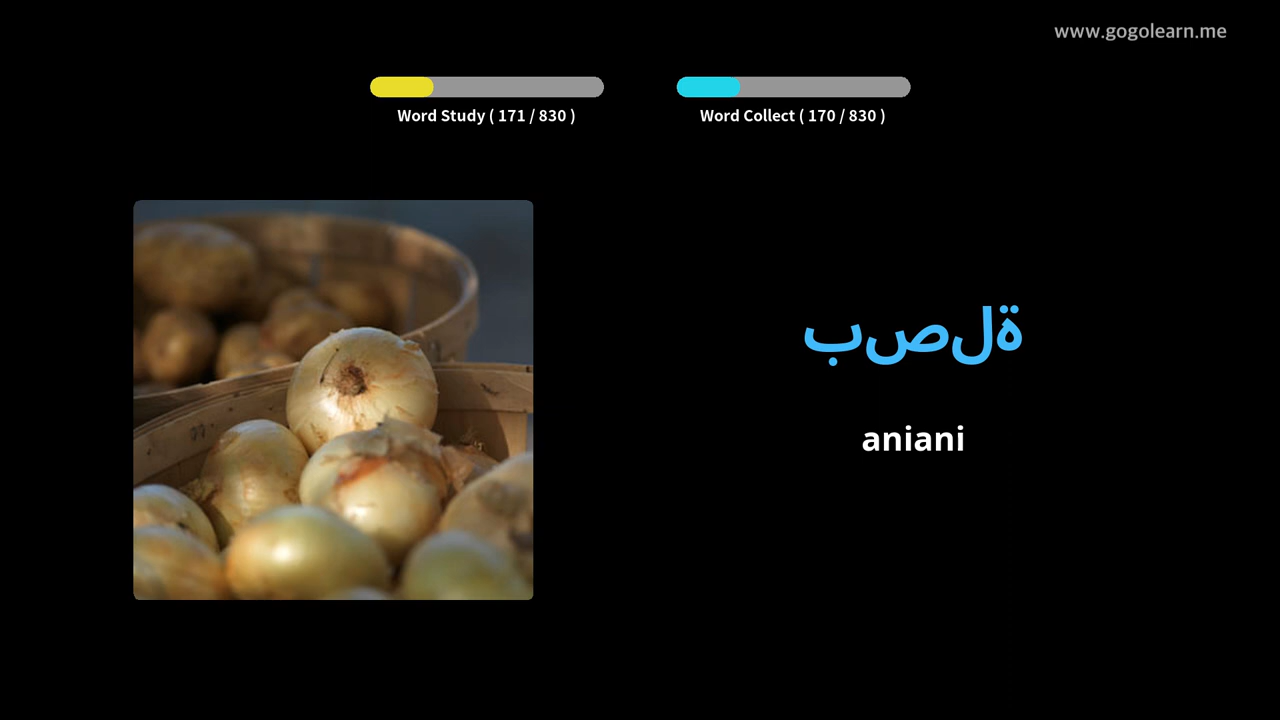 www.gogolearn.me
Word Study ( 171 / 830 )
Word Collect ( 170 / 830 )
بصلة
aniani